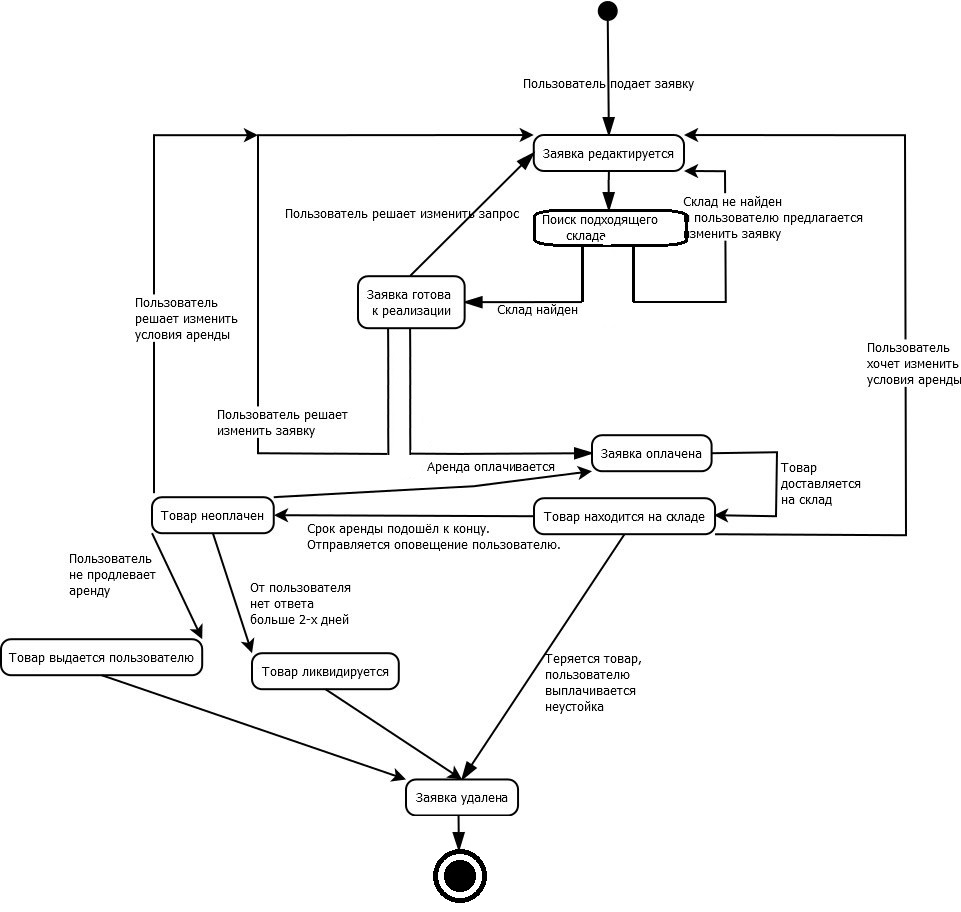 Пользователь подает заявку
Заявка редактируется
Пользователь решает изменить запрос
Поиск подходящего
склада
Склад не найден
пользователю предлагается
изменить заявку
Заявка готова
к реализации
Склад найден
Пользователь
решает изменить
условия аренды
Пользователь
хочет изменить
условия аренды
Пользователь решает
изменить заявку
Заявка оплачена
Аренда оплачивается
Товар
доставляется
на склад
Товар неоплачен
Товар находится на складе
Срок аренды подошёл к концу.
Отправляется оповещение пользователю.
Пользователь
не продлевает
аренду
От пользователя
нет ответа
больше 2-х дней
Товар выдается пользователю
Товар ликвидируется
Теряется товар,
пользователю
выплачивается
неустойка
Заявка удалена